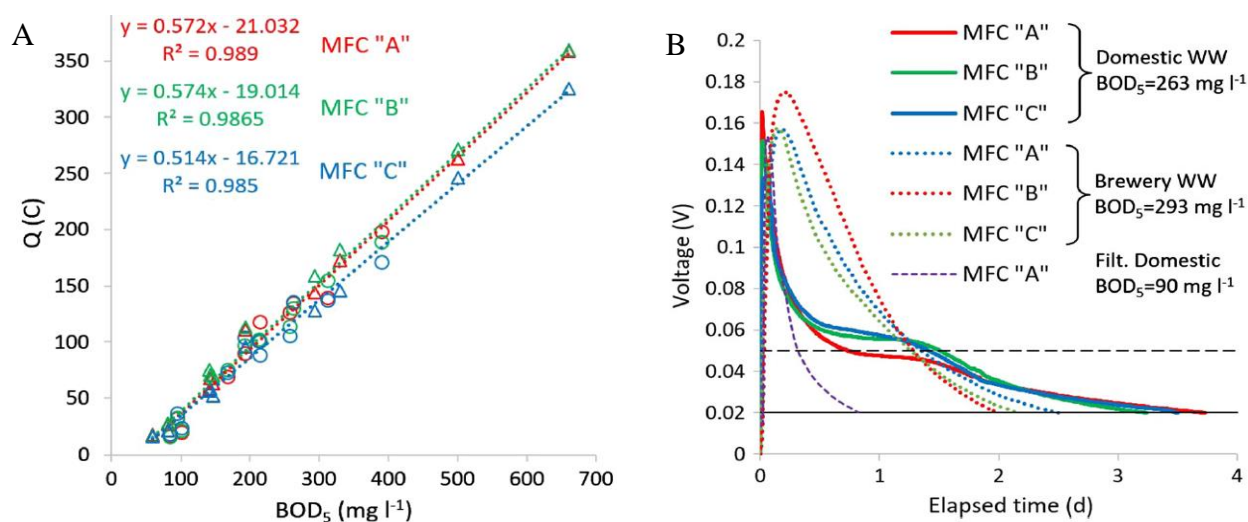 A
y = 0.572x - 21.032
R² = 0.989
MFC "A"
y = 0.574x - 19.014
R² = 0.9865
MFC "B"
y = 0.514x - 16.721
R² = 0.985
MFC "C"
Q (C)
350
300
250
200
150
100
50
0
0 100 200 300 400 500 600 700
BOD₅ (mg l⁻¹)
B
MFC "A"
MFC "B"
MFC "C"
Domestic WW
BOD₅=263 mg l⁻¹
MFC "A"
MFC "B"
MFC "C"
Brewery WW
BOD₅=293 mg l⁻¹
MFC "A"
Filt. Domestic
BOD₅=90 mg l⁻¹
Voltage (V)
0.2
0.18
0.16
0.14
0.12
0.1
0.08
0.06
0.04
0.02
0
0 1 2 3 4
Elapsed time (d)